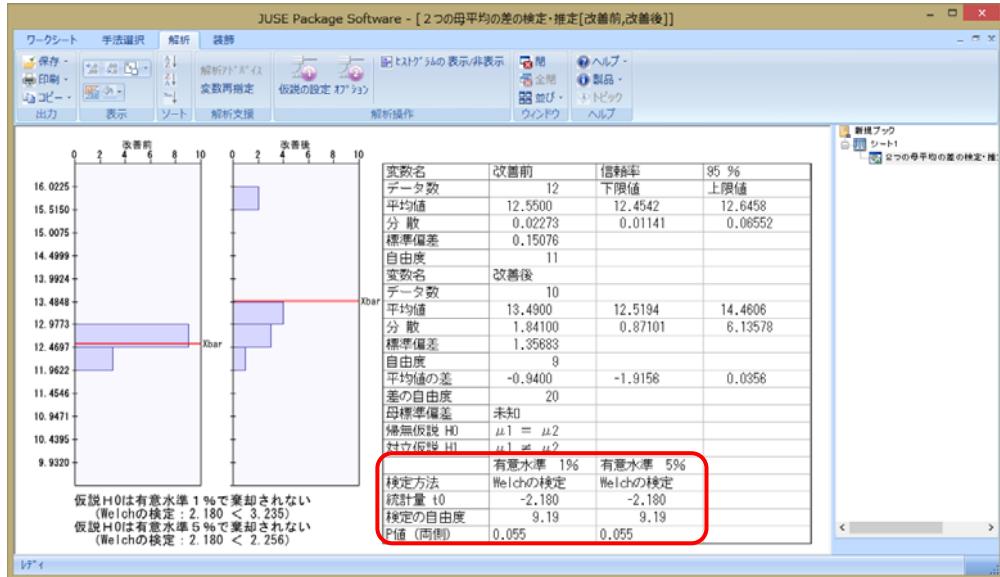 JUSE Package Software - [２つの母平均の差の検定・推定[改善前,改善後]]
ワークシート 手法選択 解析 装飾
保存
印刷
コピー
出力
表示
ソート
解析ｱﾄﾞﾊﾞｲｽ
変数再指定
解析支援
仮説の設定 ｵﾌﾟｼｮﾝ
ﾋｽﾄｸﾞﾗﾑの 表示/非表示
解析操作
閉
全閉
並び
ウィンドウ
ヘルプ
製品
トピック
ヘルプ
改善前
0 2 4 6 8 10
改善後
0 2 4 6 8 10
16.0225
15.5150
15.0075
14.4999
13.9924
13.4848
12.9773
12.4697
11.9622
11.4546
10.9471
10.4395
9.9320
Xbar
Xbar
仮説H0は有意水準１％で棄却されない
(Welchの検定：2.180 ＜ 3.235)
仮説H0は有意水準５％で棄却されない
(Welchの検定：2.180 ＜ 2.256)
変数名 改善前 信頼率 95 %
データ数 12 下限値 上限値
平均値 12.5500 12.4542 12.6458
分 散 0.02273 0.01141 0.06552
標準偏差 0.15076
自由度 11
変数名 改善後
データ数 10
平均値 13.4900 12.5194 14.4606
分 散 1.84100 0.87101 6.13578
標準偏差 1.35683
自由度 9
平均値の差 -0.9400 -1.9156 0.0356
差の自由度 20
母標準偏差 未知
帰無仮説 H0 μ1 = μ2
対立仮説 H1 μ1 ≠ μ2
有意水準 1% 有意水準 5%
検定方法 Welchの検定 Welchの検定
統計量 t0 -2.180 -2.180
検定の自由度 9.19 9.19
P値 (両側) 0.055 0.055
新規ブック
シート1
２つの母平均の差の検定・推
ﾚﾃﾞｨ